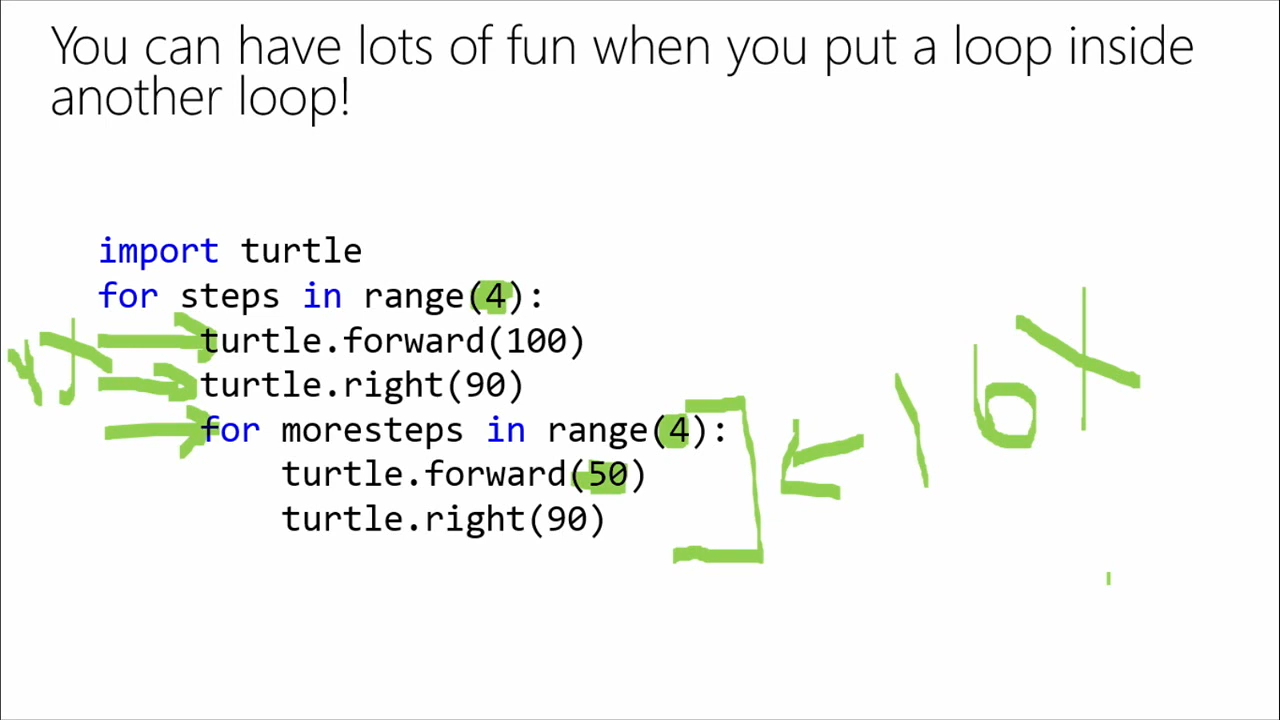 You can have lots of fun when you put a loop inside
another loop!
import turtle
for steps in range(4):
turtle.forward(100)
turtle.right(90)
for moresteps in range(4):
turtle.forward(50)
turtle.right(90)
16x